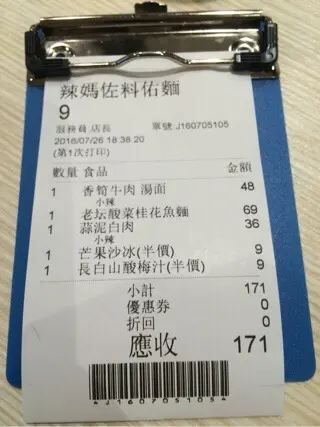 辣媽佐料佑麵
9
服務員 店長 單號 J160705105
2016/07/26 18:38:20
(第1次打印)
數量 食品 金額
1 香筍牛肉 湯面 48
小辣
1 老坛酸菜桂花魚麵 69
1 蒜泥白肉 36
小辣
1 芒果沙冰(半價) 9
1 長白山酸梅汁(半價) 9
小計 171
優惠券 0
折回 0
應收 171
*J160705105*